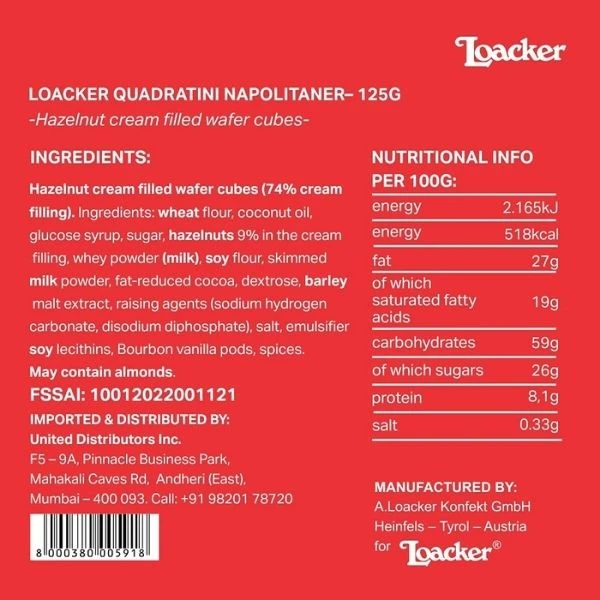 Loacker
LOACKER QUADRATINI NAPOLITANER– 125G
-Hazelnut cream filled wafer cubes-
INGREDIENTS:
Hazelnut cream filled wafer cubes (74% cream
filling). Ingredients: wheat flour, coconut oil,
glucose syrup, sugar, hazelnuts 9% in the cream
filling, whey powder (milk), soy flour, skimmed
milk powder, fat-reduced cocoa, dextrose, barley
malt extract, raising agents (sodium hydrogen
carbonate, disodium diphosphate), salt, emulsifier
soy lecithins, Bourbon vanilla pods, spices.
May contain almonds.
FSSAI: 10012022001121
IMPORTED & DISTRIBUTED BY:
United Distributors Inc.
F5 – 9A, Pinnacle Business Park,
Mahakali Caves Rd, Andheri (East),
Mumbai – 400 093. Call: +91 98201 78720
8 000380 005918
NUTRITIONAL INFO
PER 100G:
energy 2.165kJ
energy 518kcal
fat 27g
of which
saturated fatty 19g
acids
carbohydrates 59g
of which sugars 26g
protein 8,1g
salt 0.33g
MANUFACTURED BY:
A.Loacker Konfekt GmbH
Heinfels – Tyrol – Austria
for Loacker®